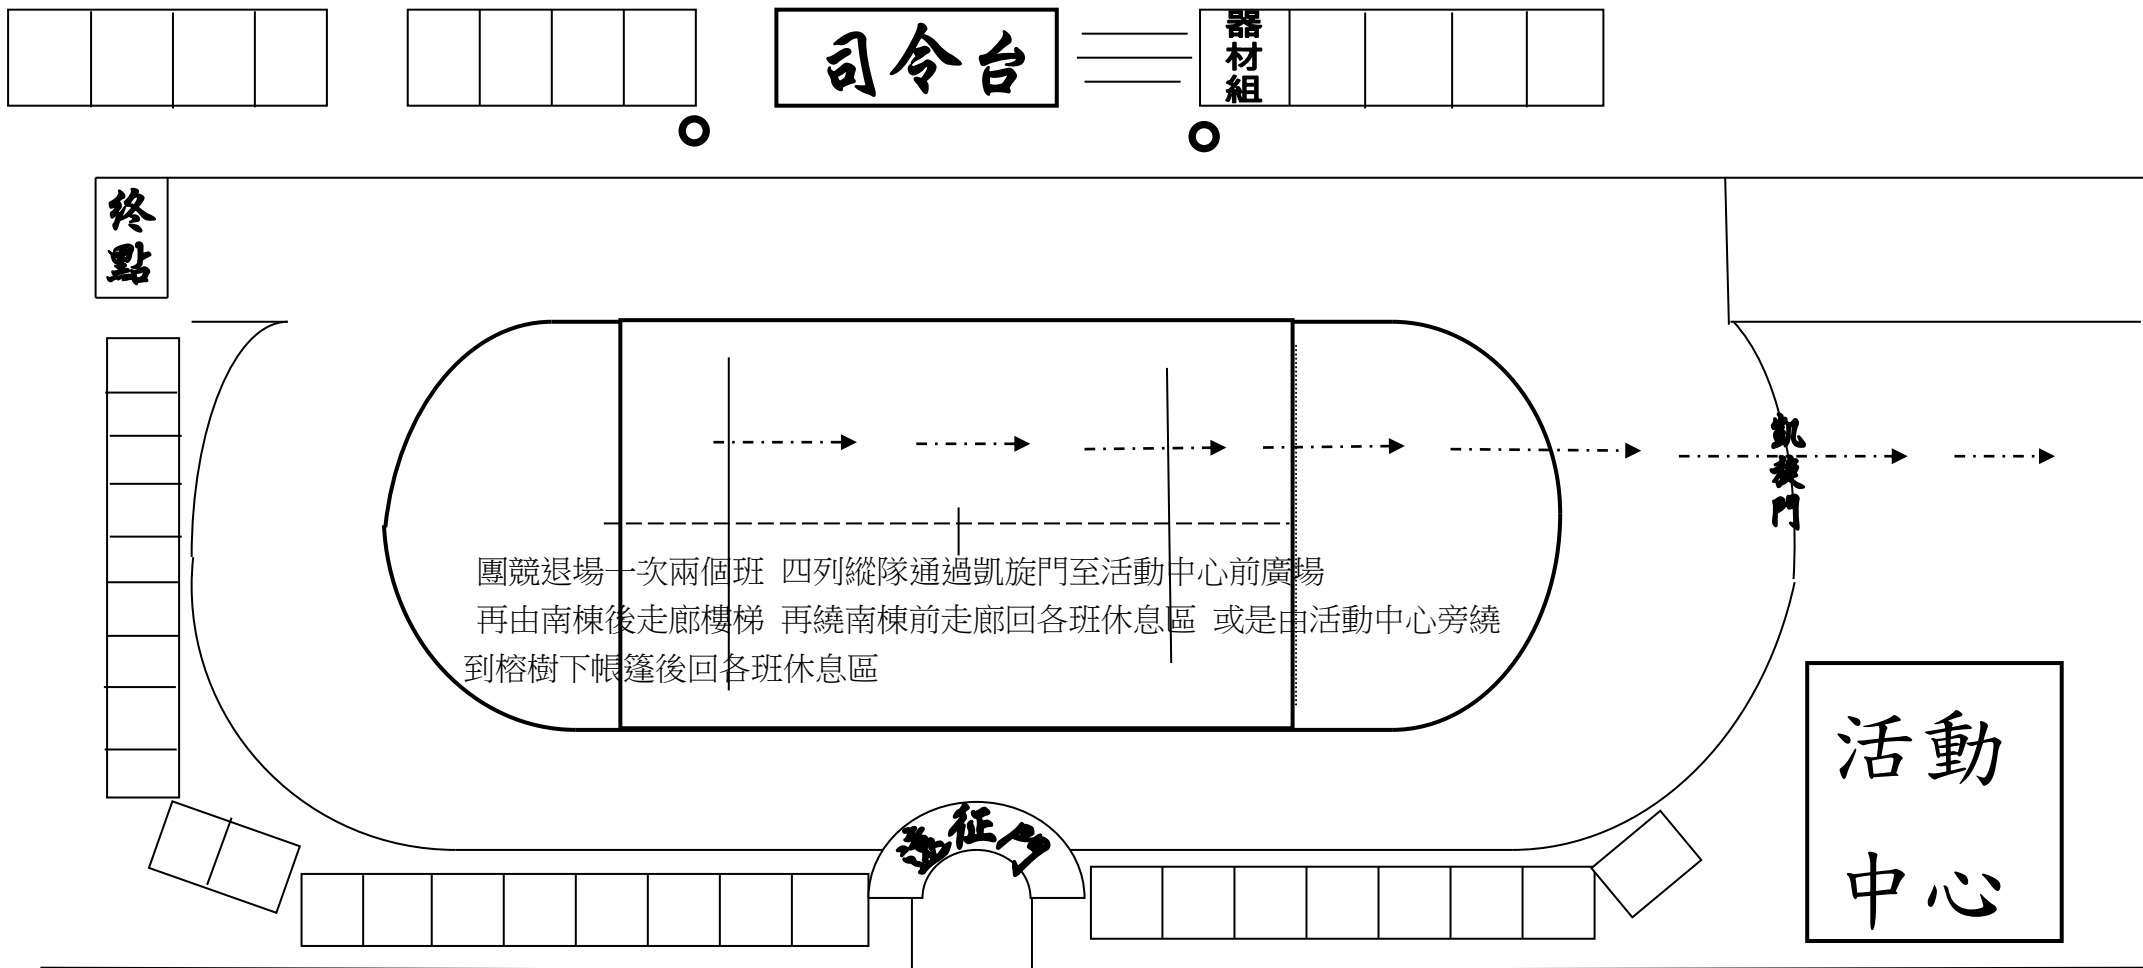 司令台
器材組
終點
凱旋門
團競退場一次兩個班 四列縱隊通過凱旋門至活動中心前廣場
再由南棟後走廊樓梯 再繞南棟前走廊回各班休息區 或是由活動中心旁繞
到榕樹下帳篷後回各班休息區
活動
中心
遠征門